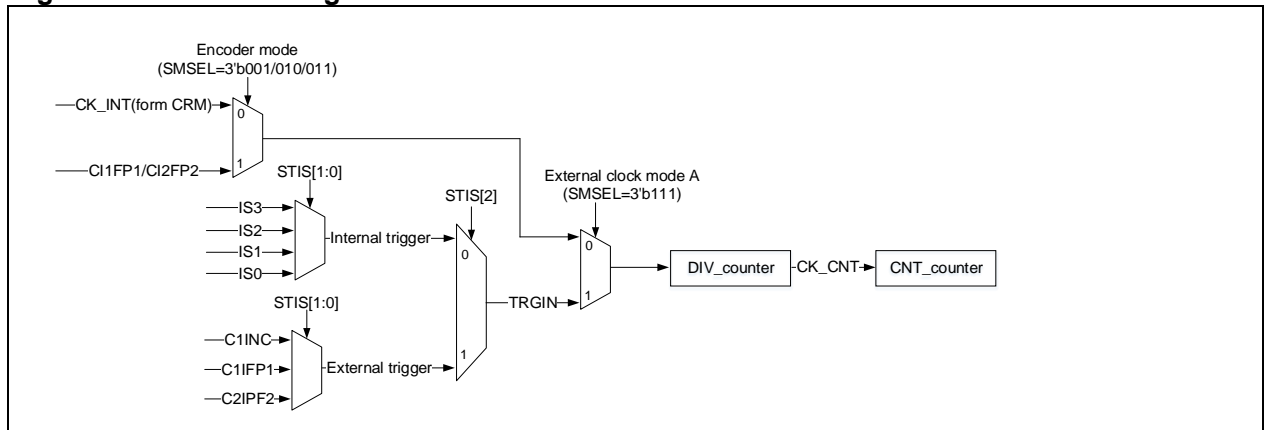 Encoder mode
(SMSEL=3'b001/010/011)
CK_INT(form CRM)
0
CI1FP1/CI2FP2
1
STIS[1:0]
IS3
IS2
IS1
IS0
Internal trigger
STIS[1:0]
C1INC
C1IFP1
C2IPF2
External trigger
STIS[2]
0
1
TRGIN
External clock mode A
(SMSEL=3'b111)
0
1
DIV_counter
CK_CNT
CNT_counter